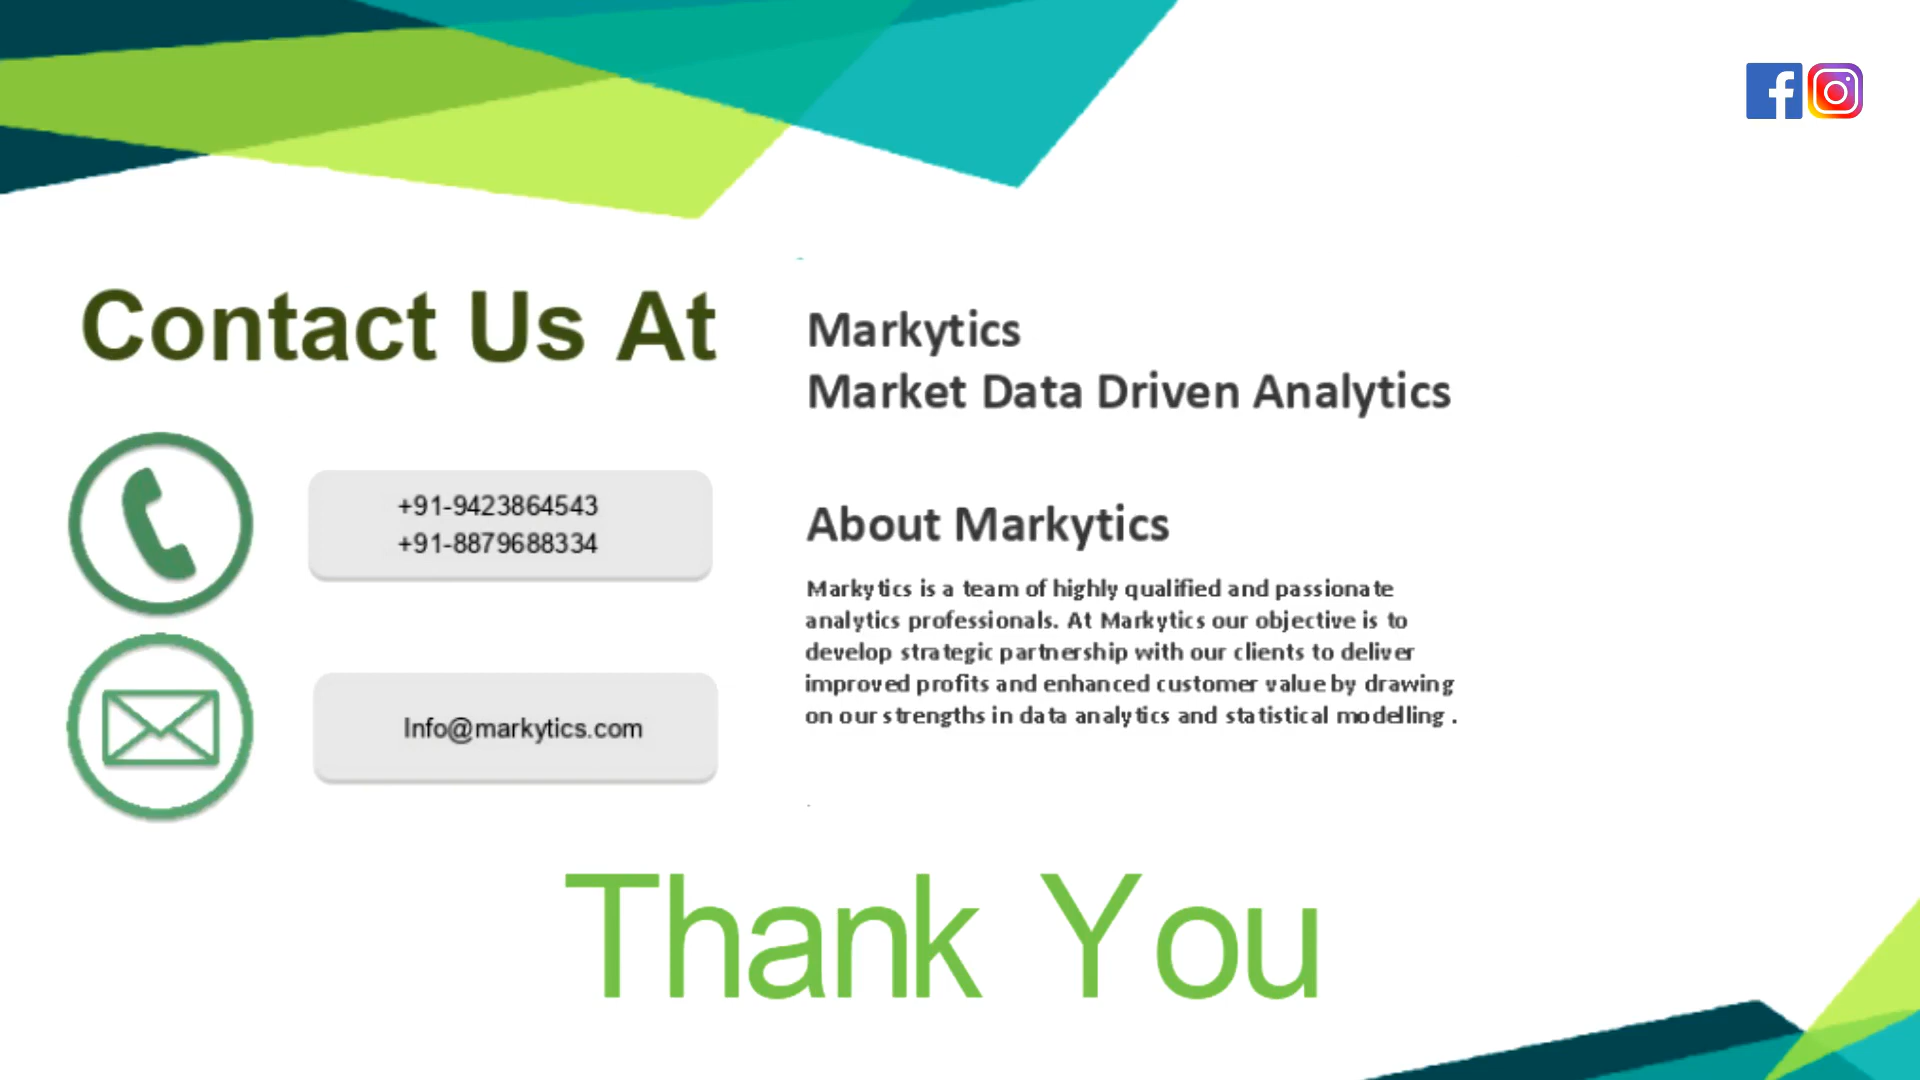 Contact Us At
+91-9423864543
+91-8879688334
Info@markytics.com
Markytics
Market Data Driven Analytics
About Markytics
Markytics is a team of highly qualified and passionate
analytics professionals. At Markytics our objective is to
develop strategic partnership with our clients to deliver
improved profits and enhanced customer value by drawing
on our strengths in data analytics and statistical modelling .
Thank You